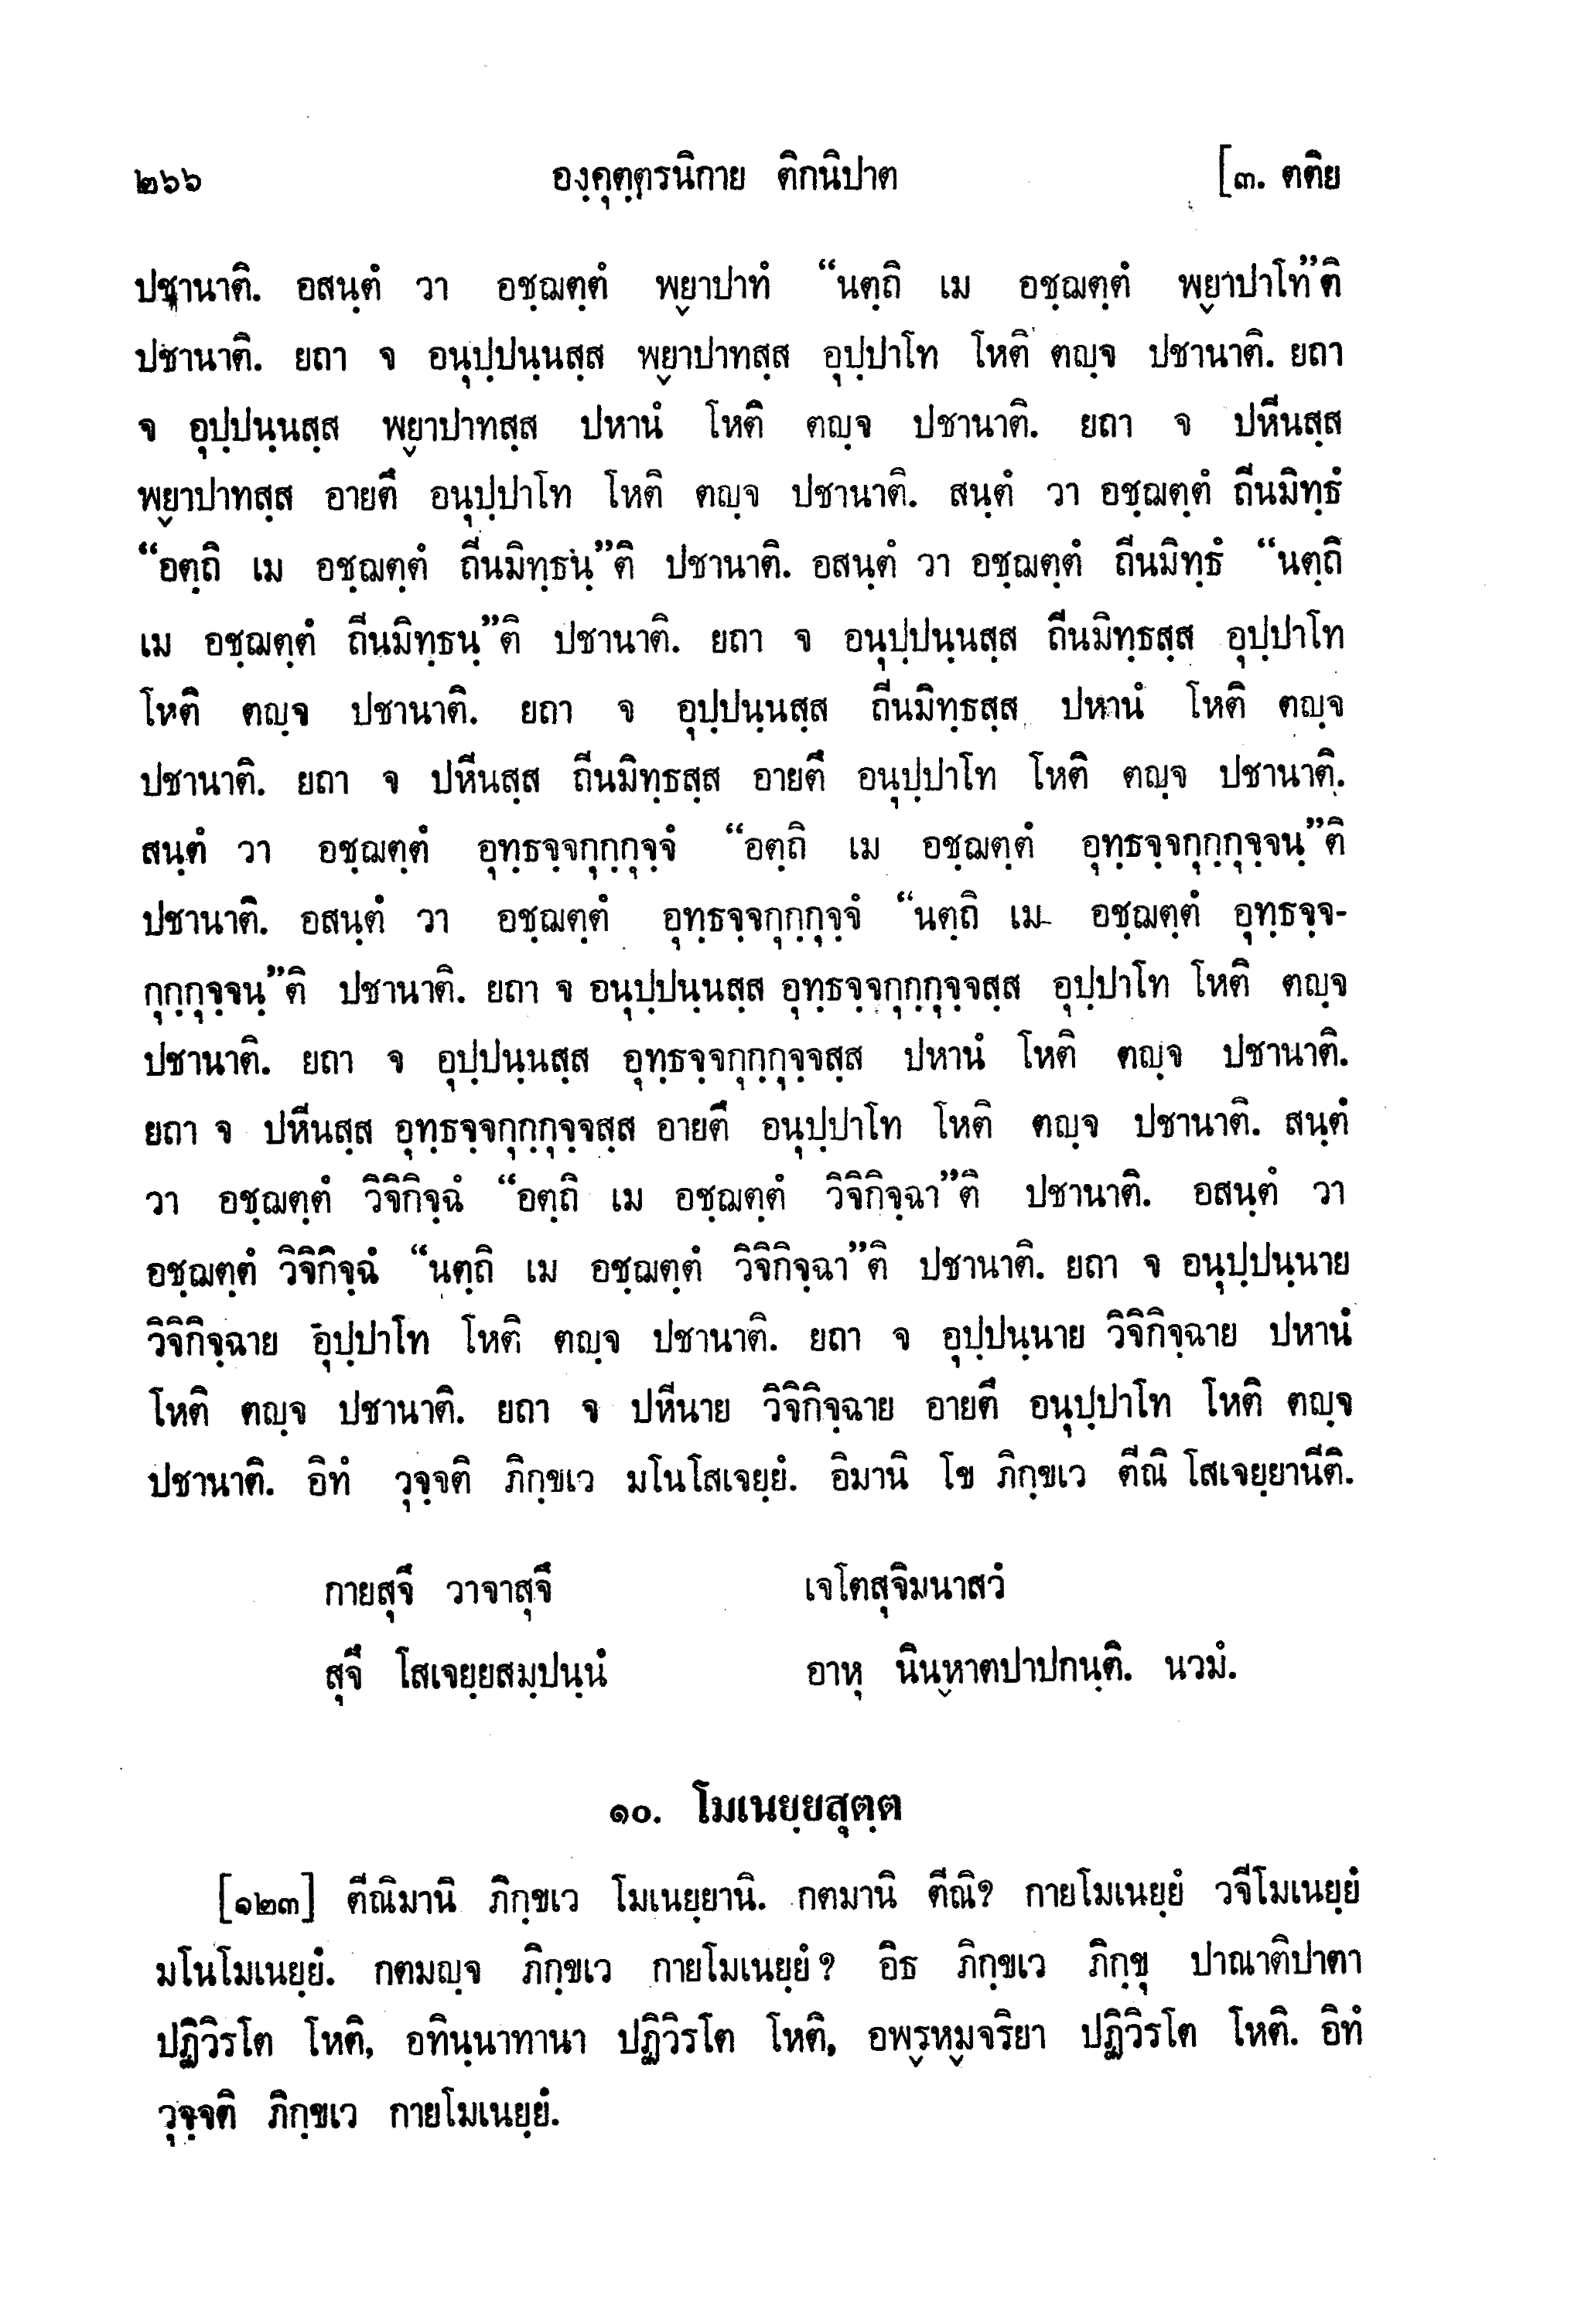 ๒๖๖ องฺคุตฺตรนิกาย ติกนิปาต [๓. ตติย
ปชานาติ. อสนฺตํ วา อชฺฌตฺตํ พฺยาปาทํ “นตฺถิ เม อชฺฌตฺตํ พฺยาปาโท”ติ
ปชานาติ. ยถา จ อนุปฺปนฺนสฺส พฺยาปาทสฺส อุปฺปาโท โหติ ตญฺจ ปชานาติ. ยถา
จ อุปฺปนฺนสฺส พฺยาปาทสฺส ปหานํ โหติ ตญฺจ ปชานาติ. ยถา จ ปหีนสฺส
พฺยาปาทสฺส อายตึ อนุปฺปาโท โหติ ตญฺจ ปชานาติ. สนฺตํ วา อชฺฌตฺตํ ถีนมิทฺธํ
“อตฺถิ เม อชฺฌตฺตํ ถีนมิทฺธนฺ”ติ ปชานาติ. อสนฺตํ วา อชฺฌตฺตํ ถีนมิทฺธํ “นตฺถิ
เม อชฺฌตฺตํ ถีนมิทฺธนฺ”ติ ปชานาติ. ยถา จ อนุปฺปนฺนสฺส ถีนมิทฺธสฺส อุปฺปาโท
โหติ ตญฺจ ปชานาติ. ยถา จ อุปฺปนฺนสฺส ถีนมิทฺธสฺส ปหานํ โหติ ตญฺจ
ปชานาติ. ยถา จ ปหีนสฺส ถีนมิทฺธสฺส อายตึ อนุปฺปาโท โหติ ตญฺจ ปชานาติ.
สนฺตํ วา อชฺฌตฺตํ อุทฺธจฺจกุกฺกุจฺจํ “อตฺถิ เม อชฺฌตฺตํ อุทฺธจฺจกุกฺกุจฺจนฺ”ติ
ปชานาติ. อสนฺตํ วา อชฺฌตฺตํ อุทฺธจฺจกุกฺกุจฺจํ “นตฺถิ เม อชฺฌตฺตํ อุทฺธจฺจ-
กุกฺกุจฺจนฺ”ติ ปชานาติ. ยถา จ อนุปฺปนฺนสฺส อุทฺธจฺจกุกฺกุจฺจสฺส อุปฺปาโท โหติ ตญฺจ
ปชานาติ. ยถา จ อุปฺปนฺนสฺส อุทฺธจฺจกุกฺกุจฺจสฺส ปหานํ โหติ ตญฺจ ปชานาติ.
ยถา จ ปหีนสฺส อุทฺธจฺจกุกฺกุจฺจสฺส อายตึ อนุปฺปาโท โหติ ตญฺจ ปชานาติ. สนฺตํ
วา อชฺฌตฺตํ วิจิกิจฺฉํ “อตฺถิ เม อชฺฌตฺตํ วิจิกิจฺฉา”ติ ปชานาติ. อสนฺตํ วา
อชฺฌตฺตํ วิจิกิจฺฉํ “นตฺถิ เม อชฺฌตฺตํ วิจิกิจฺฉา”ติ ปชานาติ. ยถา จ อนุปฺปนฺนาย
วิจิกิจฺฉาย อุปฺปาโท โหติ ตญฺจ ปชานาติ. ยถา จ อุปฺปนฺนาย วิจิกิจฺฉาย ปหานํ
โหติ ตญฺจ ปชานาติ. ยถา จ ปหีนาย วิจิกิจฺฉาย อายตึ อนุปฺปาโท โหติ ตญฺจ
ปชานาติ. อิทํ วุจฺจติ ภิกฺขเว มโนโสเจยฺยํ. อิมานิ โข ภิกฺขเว ตีณิ โสเจยฺยานีติ.
กายสุจึ วาจาสุจึ เจโตสุจิมนาสวํ
สุจึ โสเจยฺยสมฺปนฺนํ อาหุ นินฺหาตปาปกนฺติ. นวมํ.
๑๐. โมเนยฺยสุตฺต
[๑๒๓] ตีณิมานิ ภิกฺขเว โมเนยฺยานิ. กตมานิ ตีณิ? กายโมเนยฺยํ วจีโมเนยฺยํ
มโนโมเนยฺยํ. กตมญฺจ ภิกฺขเว กายโมเนยฺยํ? อิธ ภิกฺขเว ภิกฺขุ ปาณาติปาตา
ปฏิวิรโต โหติ, อทินฺนาทานา ปฏิวิรโต โหติ, อพฺรหฺมจริยา ปฏิวิรโต โหติ. อิทํ
วุจฺจติ ภิกฺขเว กายโมเนยฺยํ.